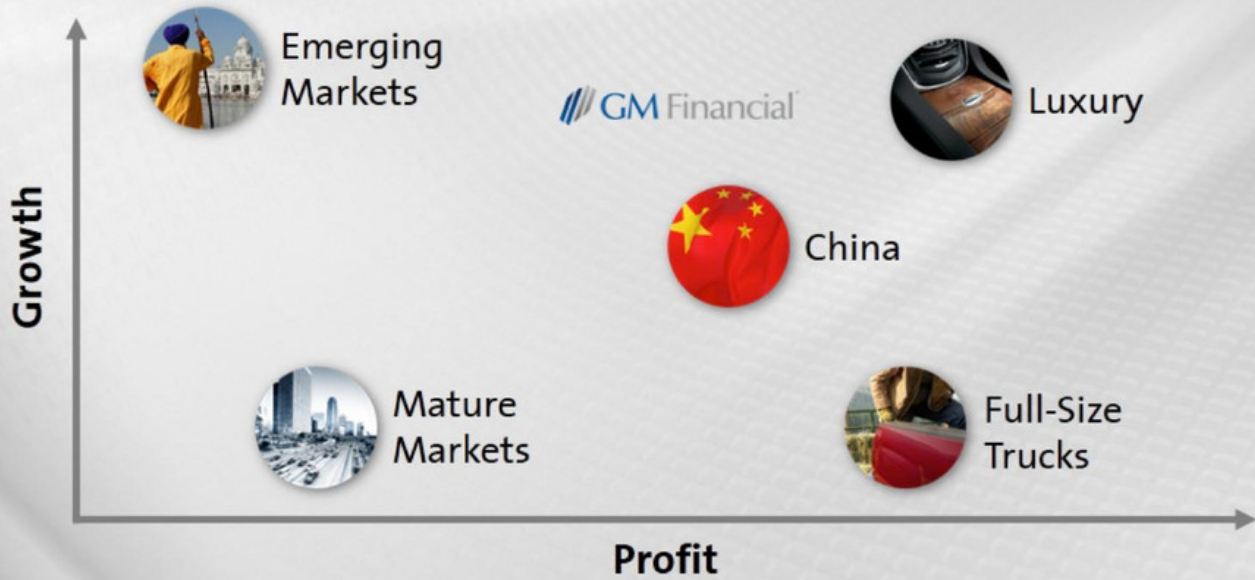 Emerging
Markets
GM Financial
Luxury
China
Growth
Mature
Markets
Full-Size
Trucks
Profit